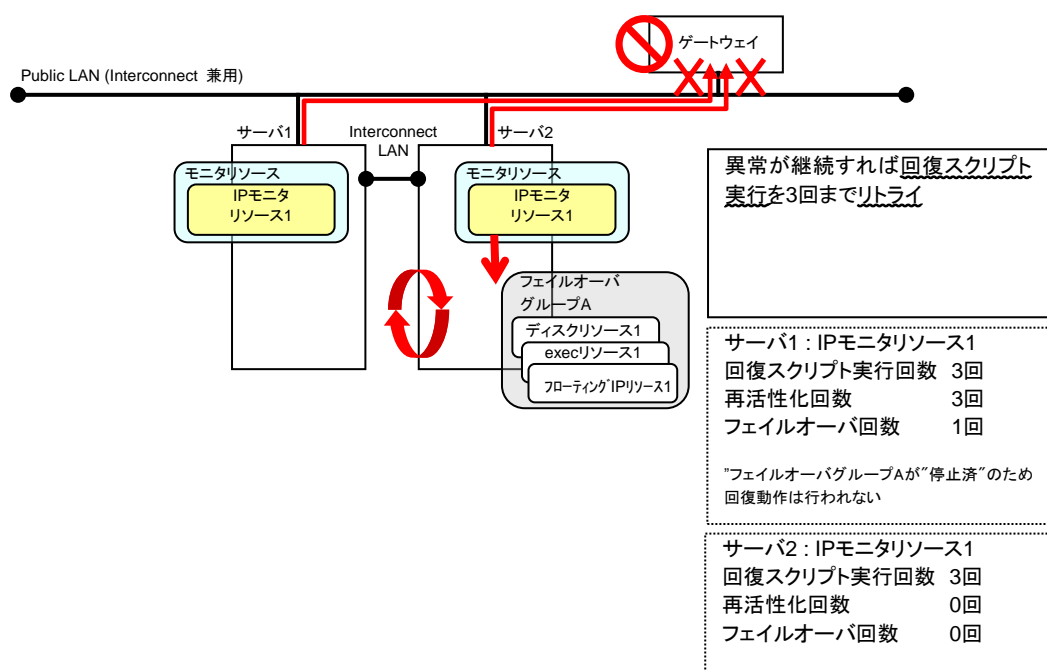 ゲートウェイ
Public LAN (Interconnect 兼用)
サーバ1
Interconnect
LAN
サーバ2
モニタリソース
IPモニタ
リソース1
モニタリソース
IPモニタ
リソース1
フェイルオーバ
グループA
ディスクリソース1
execリソース1
フローティングIPリソース1
異常が継続すれば回復スクリプト
実行を3回までリトライ
サーバ1 : IPモニタリソース1
回復スクリプト実行回数 3回
再活性化回数 3回
フェイルオーバ回数 1回
"フェイルオーバグループAが"停止済"のため
回復動作は行われない
サーバ2 : IPモニタリソース1
回復スクリプト実行回数 3回
再活性化回数 0回
フェイルオーバ回数 0回